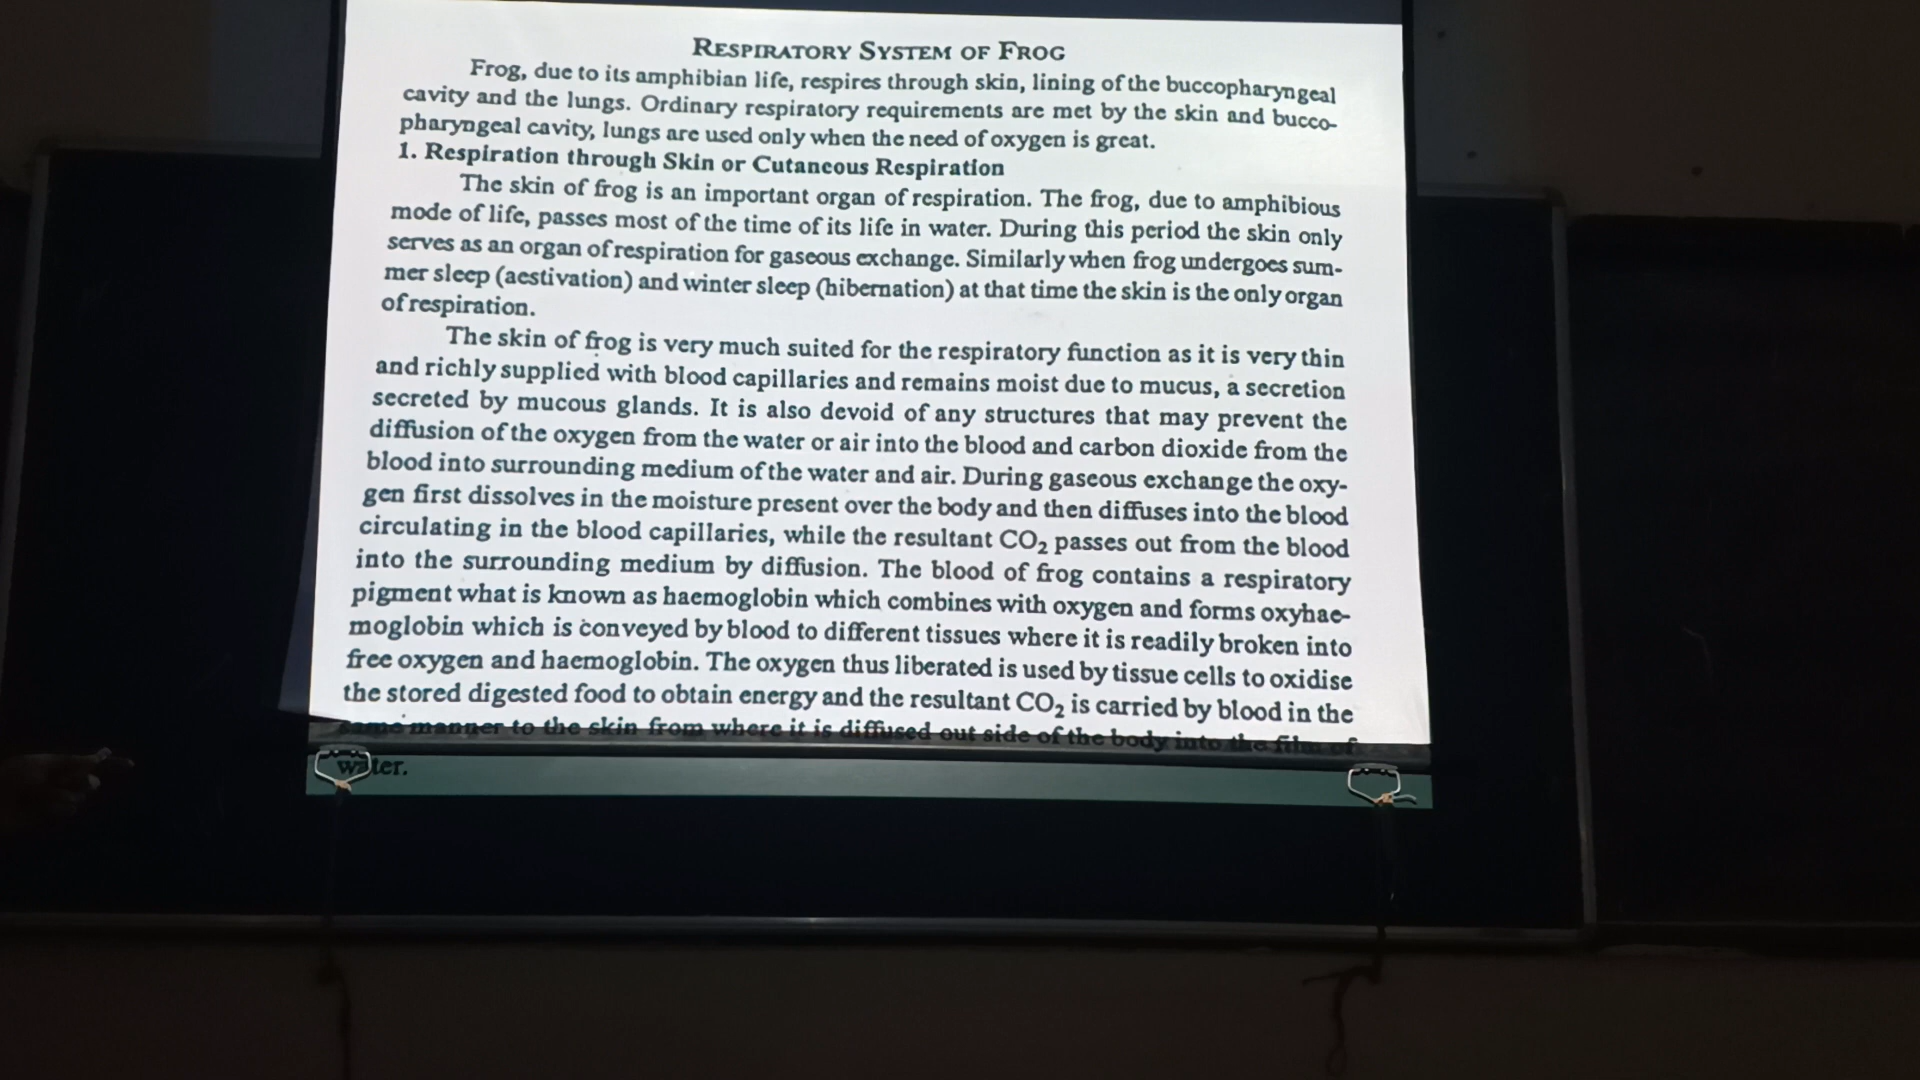 RESPIRATORY SYSTEM OF FROG
Frog, due to its amphibian life, respires through skin, lining of the buccopharyngeal
cavity and the lungs. Ordinary respiratory requirements are met by the skin and bucco-
pharyngeal cavity, lungs are used only when the need of oxygen is great.
1. Respiration through Skin or Cutaneous Respiration
The skin of frog is an important organ of respiration. The frog, due to amphibious
mode of life, passes most of the time of its life in water. During this period the skin only
serves as an organ of respiration for gaseous exchange. Similarly when frog undergoes sum-
mer sleep (aestivation) and winter sleep (hibernation) at that time the skin is the only organ
of respiration.
The skin of frog is very much suited for the respiratory function as it is very thin
and richly supplied with blood capillaries and remains moist due to mucus, a secretion
secreted by mucous glands. It is also devoid of any structures that may prevent the
diffusion of the oxygen from the water or air into the blood and carbon dioxide from the
blood into surrounding medium of the water and air. During gaseous exchange the oxy-
gen first dissolves in the moisture present over the body and then diffuses into the blood
circulating in the blood capillaries, while the resultant CO₂ passes out from the blood
into the surrounding medium by diffusion. The blood of frog contains a respiratory
pigment what is known as haemoglobin which combines with oxygen and forms oxyhae-
moglobin which is conveyed by blood to different tissues where it is readily broken into
free oxygen and haemoglobin. The oxygen thus liberated is used by tissue cells to oxidise
the stored digested food to obtain energy and the resultant CO₂ is carried by blood in the
same manner to the skin from where it is diffused out side of the body into the film of
water.